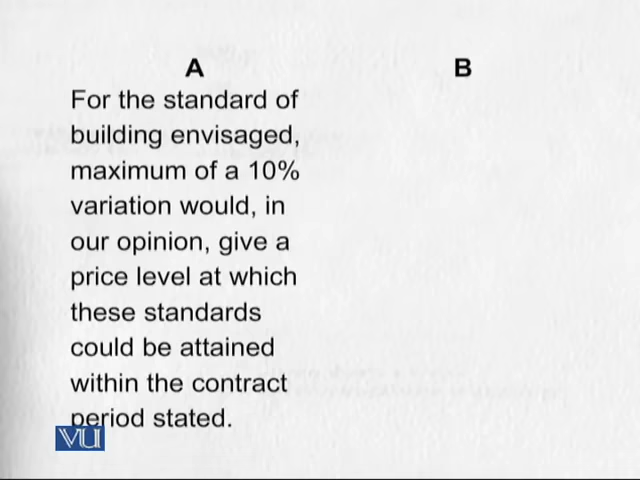 A B
For the standard of
building envisaged,
maximum of a 10%
variation would, in
our opinion, give a
price level at which
these standards
could be attained
within the contract
period stated.
VU